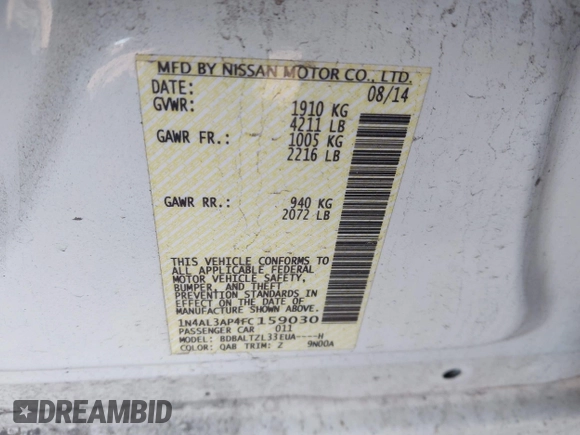 MFD BY NISSAN MOTOR CO., LTD.
DATE: 08/14
GVWR: 1910 KG
4211 LB
GAWR FR.: 1005 KG
2216 LB
GAWR RR.: 940 KG
2072 LB
THIS VEHICLE CONFORMS TO
ALL APPLICABLE FEDERAL
MOTOR VEHICLE SAFETY,
BUMPER, AND THEFT
PREVENTION STANDARDS IN
EFFECT ON THE DATE OF
MANUFACTURE SHOWN ABOVE.
1N4AL3AP4FC159030
PASSENGER CAR 011
MODEL: BDBALTZL33EUA----H
COLOR: QAB TRIM: Z 9N00A
DREAMBID